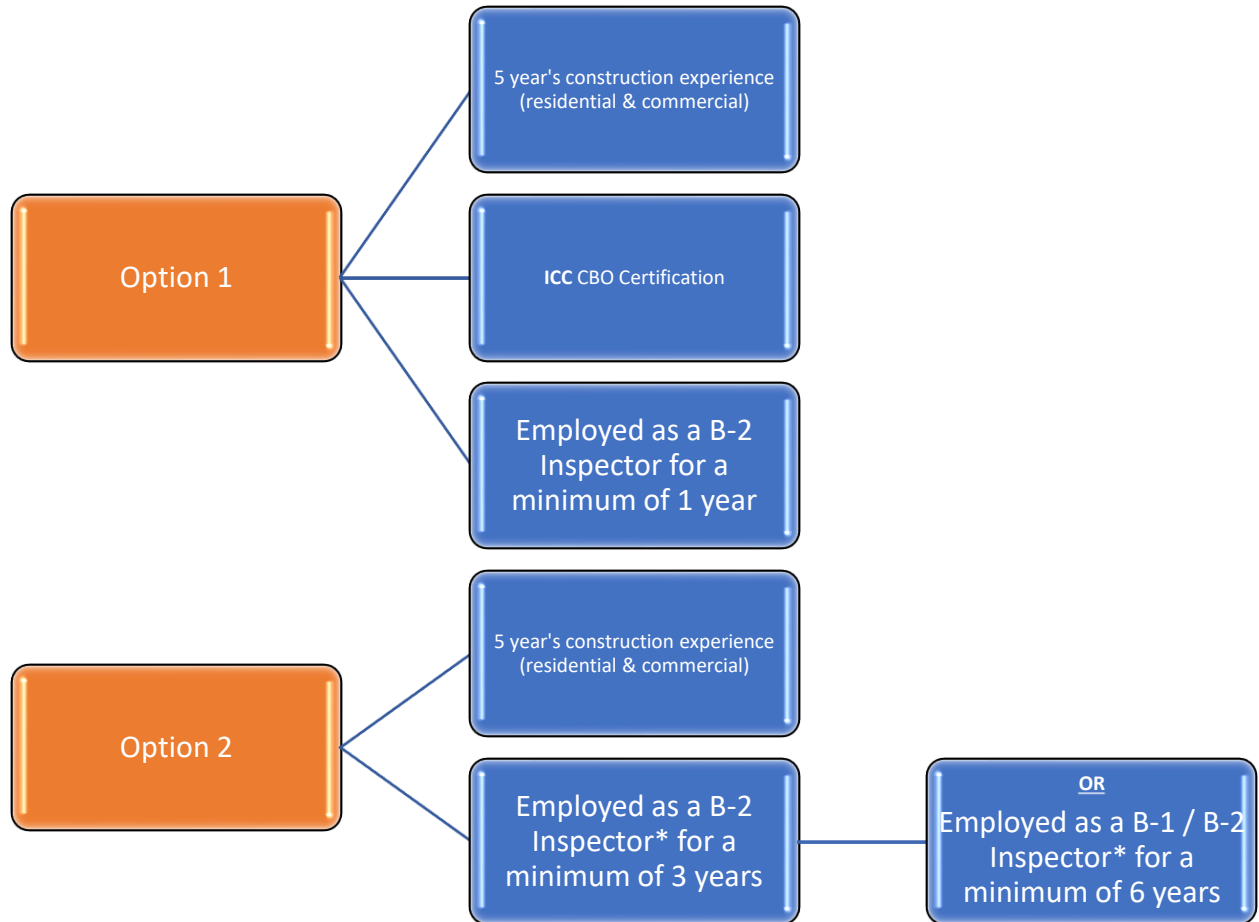 Option 1
5 year's construction experience
(residential & commercial)
ICC CBO Certification
Employed as a B-2
Inspector for a
minimum of 1 year
Option 2
5 year's construction experience
(residential & commercial)
Employed as a B-2
Inspector* for a
minimum of 3 years
OR
Employed as a B-1 / B-2
Inspector* for a
minimum of 6 years